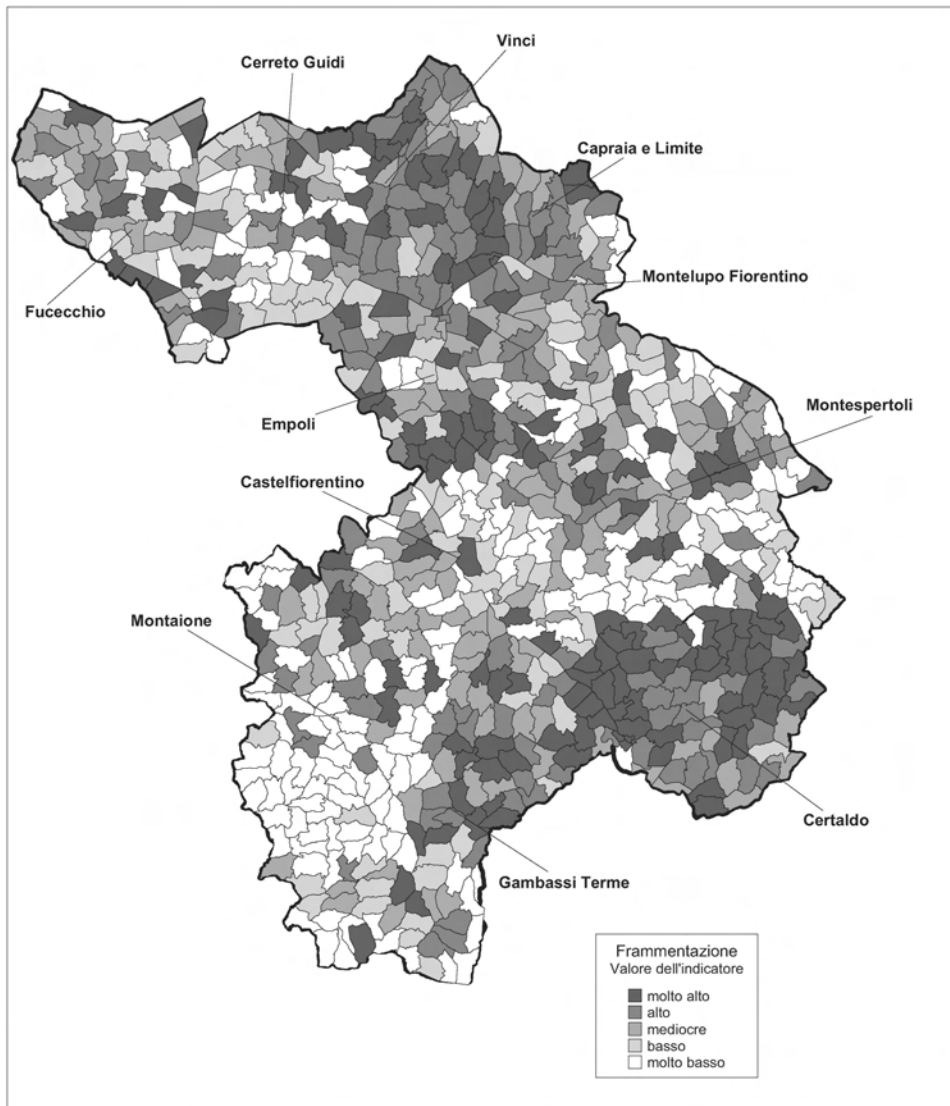 Vinci
Cerreto Guidi
Capraia e Limite
Montelupo Fiorentino
Fucecchio
Montespertoli
Empoli
Castelfiorentino
Montaione
Certaldo
Gambassi Terme
Frammentazione
Valore dell'indicatore
molto alto
alto
mediocre
basso
molto basso